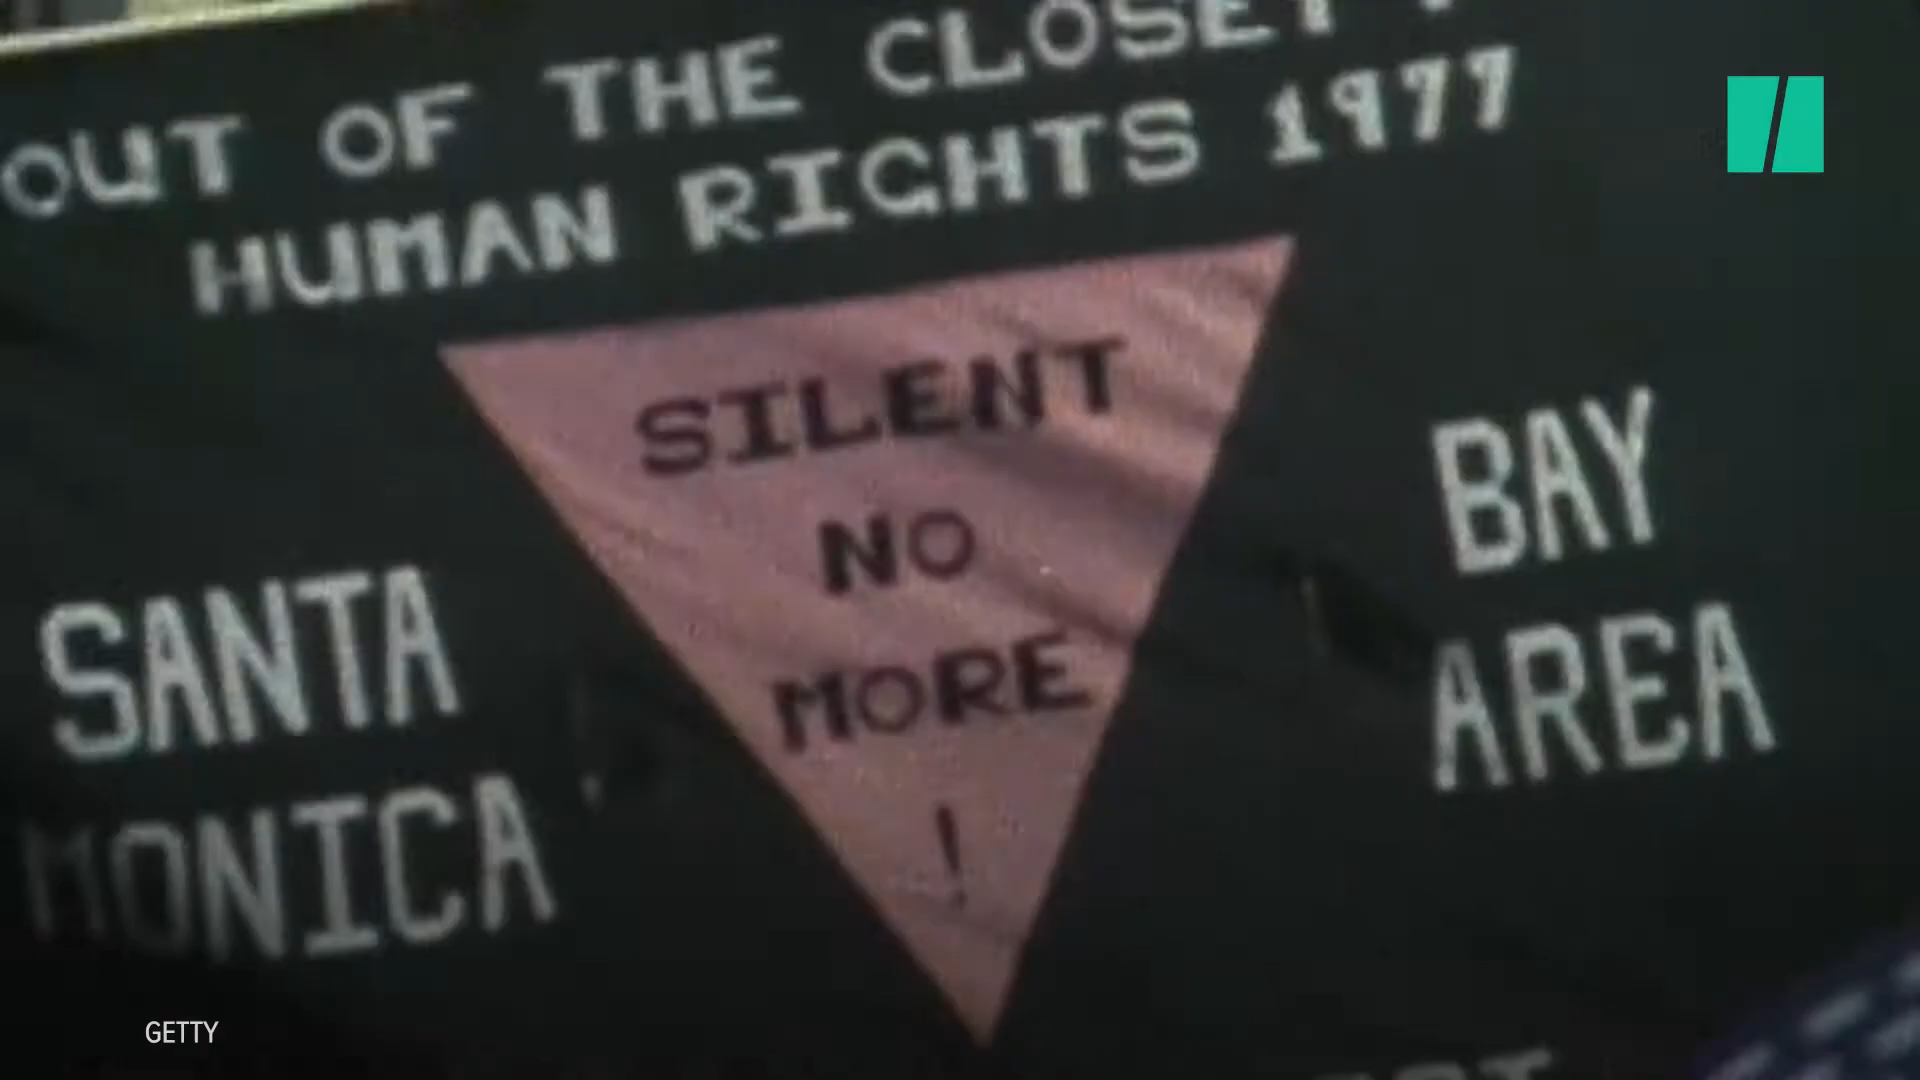 OUT OF THE CLOSET
HUMAN RIGHTS 1977
SILENT
NO
MORE
!
SANTA
MONICA
BAY
AREA
GETTY